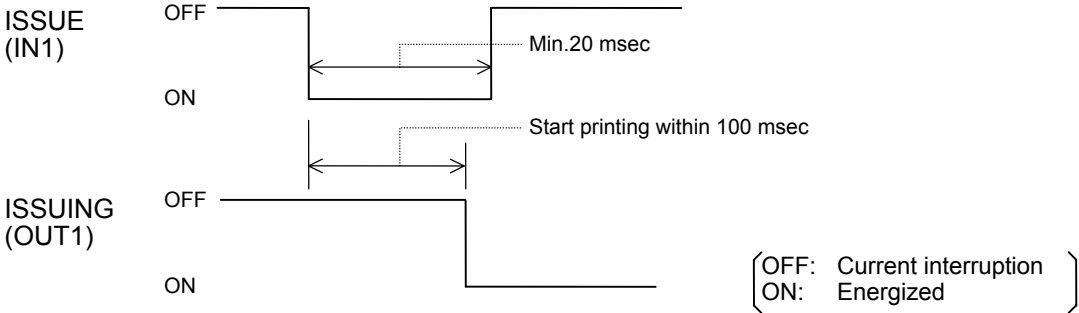 ISSUE
(IN1)
OFF
Min.20 msec
ON
Start printing within 100 msec
ISSUING
(OUT1)
OFF
ON
OFF: Current interruption
ON: Energized